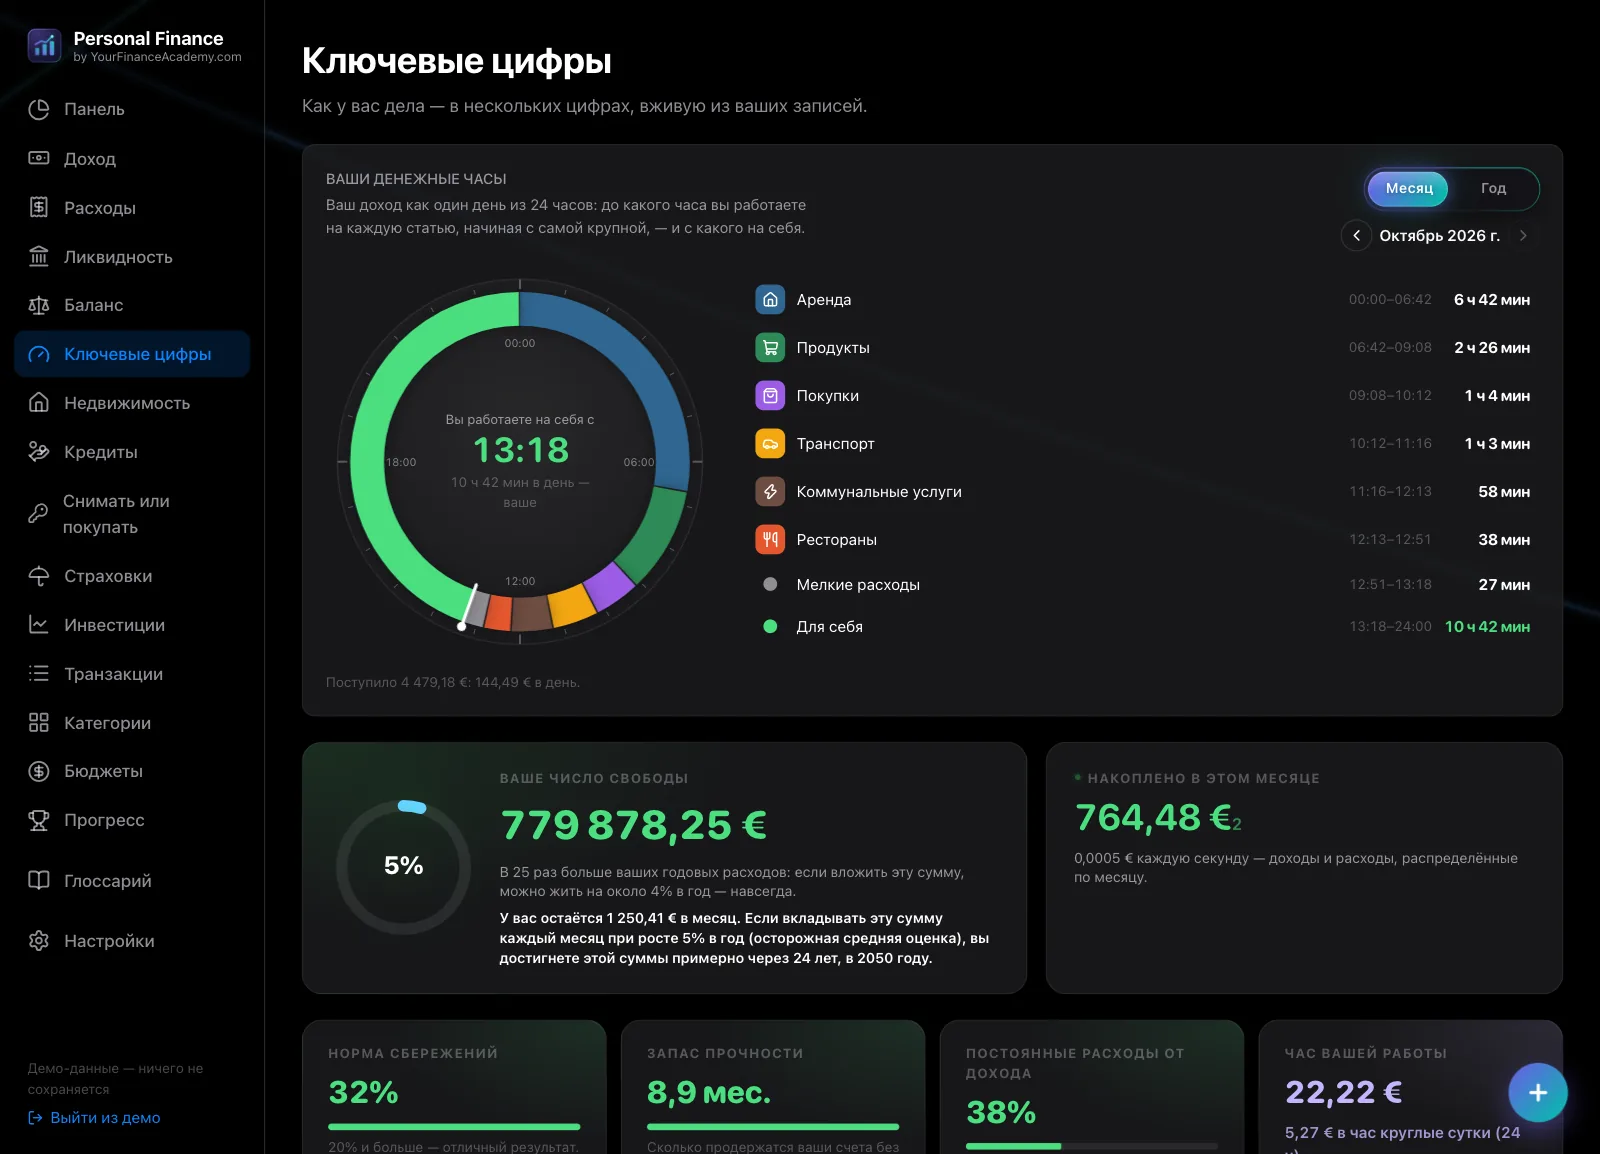 Personal Finance
by YourFinanceAcademy.com
Панель
Доход
Расходы
Ликвидность
Баланс
Ключевые цифры
Недвижимость
Кредиты
Снимать или
покупать
Страховки
Инвестиции
Транзакции
Категории
Бюджеты
Прогресс
Глоссарий
Настройки
Демо-данные — ничего не
сохраняется
Выйти из демо
Ключевые цифры
Как у вас дела — в нескольких цифрах, вживую из ваших записей.
ВАШИ ДЕНЕЖНЫЕ ЧАСЫ
Ваш доход как один день из 24 часов: до какого часа вы работаете
на каждую статью, начиная с самой крупной, — и с какого на себя.
Месяц
Год
Октябрь 2026 г.
00:00
06:00
12:00
18:00
Вы работаете на себя с
13:18
10 ч 42 мин в день —
ваше
Аренда 00:00–06:42 6 ч 42 мин
Продукты 06:42–09:08 2 ч 26 мин
Покупки 09:08–10:12 1 ч 4 мин
Транспорт 10:12–11:16 1 ч 3 мин
Коммунальные услуги 11:16–12:13 58 мин
Рестораны 12:13–12:51 38 мин
Мелкие расходы 12:51–13:18 27 мин
Для себя 13:18–24:00 10 ч 42 мин
Поступило 4 479,18 €: 144,49 € в день.
5%
ВАШЕ ЧИСЛО СВОБОДЫ
779 878,25 €
В 25 раз больше ваших годовых расходов: если вложить эту сумму,
можно жить на около 4% в год — навсегда.
У вас остаётся 1 250,41 € в месяц. Если вкладывать эту сумму
каждый месяц при росте 5% в год (осторожная средняя оценка), вы
достигнете этой суммы примерно через 24 лет, в 2050 году.
НАКОПЛЕНО В ЭТОМ МЕСЯЦЕ
764,48 €2
0,0005 € каждую секунду — доходы и расходы, распределённые
по месяцу.
НОРМА СБЕРЕЖЕНИЙ
32%
20% и больше — отличный результат.
ЗАПАС ПРОЧНОСТИ
8,9 мес.
Сколько продержатся ваши счета без
ПОСТОЯННЫЕ РАСХОДЫ ОТ
ДОХОДА
38%
ЧАС ВАШЕЙ РАБОТЫ
22,22 €
5,27 € в час круглые сутки (24